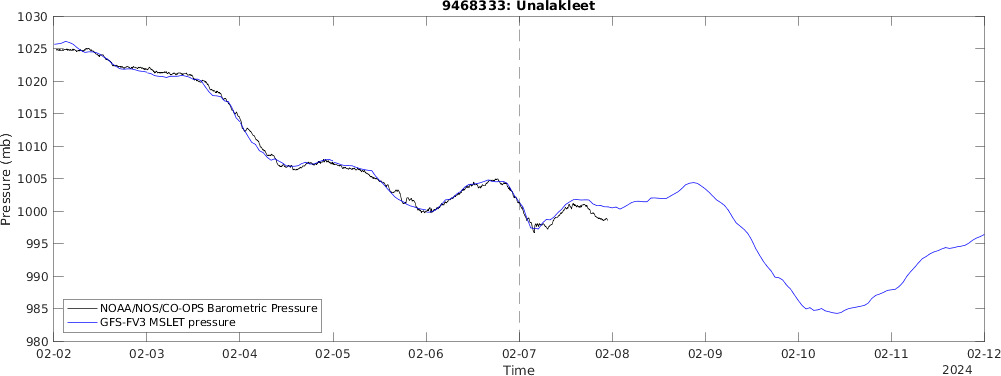 9468333: Unalakleet
Pressure (mb)
1030
1025
1020
1015
1010
1005
1000
995
990
985
980
NOAA/NOS/CO-OPS Barometric Pressure
GFS-FV3 MSLET pressure
02-02 02-03 02-04 02-05 02-06 02-07 02-08 02-09 02-10 02-11 02-12
Time
2024